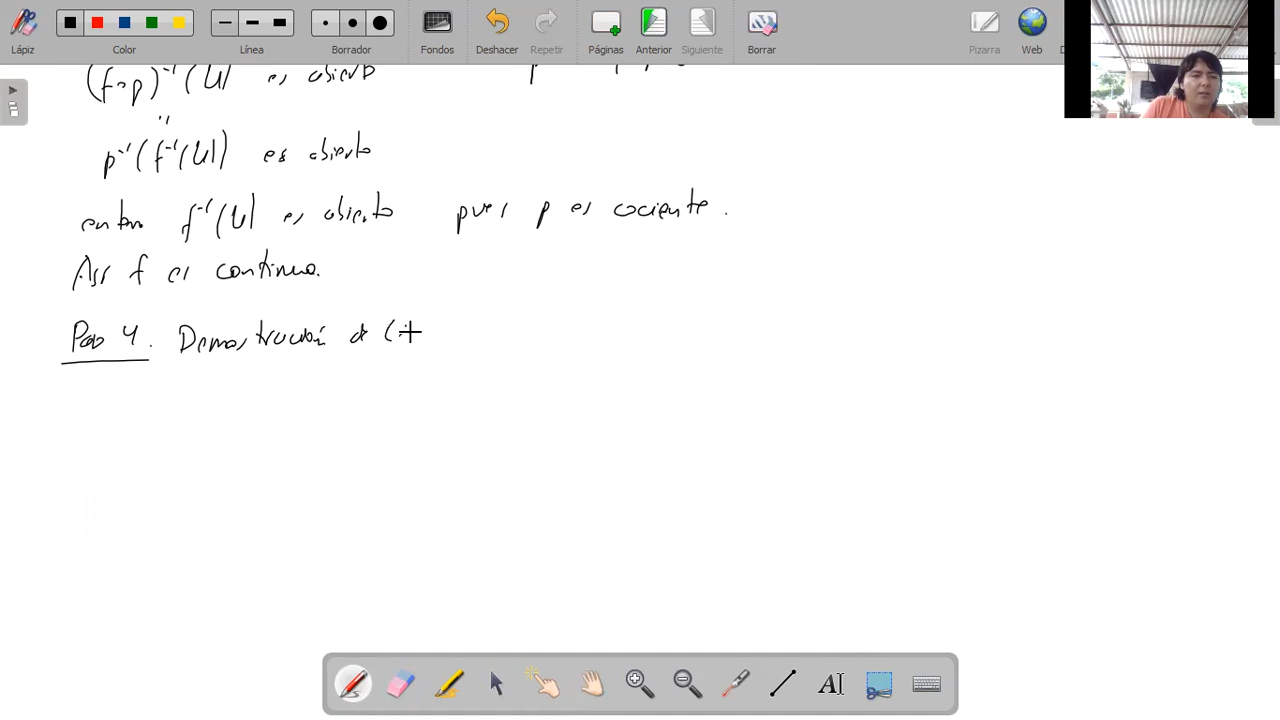 Lápiz Color Línea Borrador Fondos Deshacer Repetir Páginas Anterior Siguiente Borrar Pizarra Web
(f∘p)⁻¹(U) es abierto
p⁻¹(f⁻¹(U)) es abierto
entonces f⁻¹(U) es abierto pues p es cociente.
Así f es continua.
Paso 4. Demostración de (i